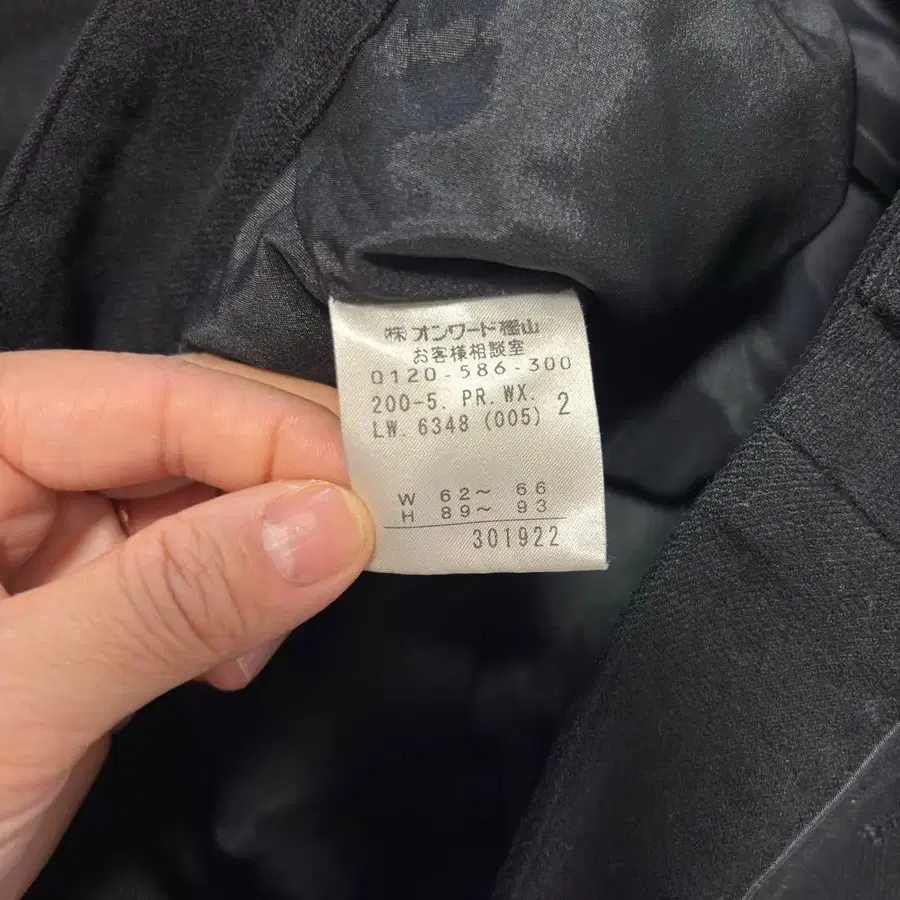 ㈱オンワード樫山
お客様相談室
0120-586-300
200-5. PR. WX. 2
LW. 6348 (005)
W 62～ 66
H 89～ 93
301922